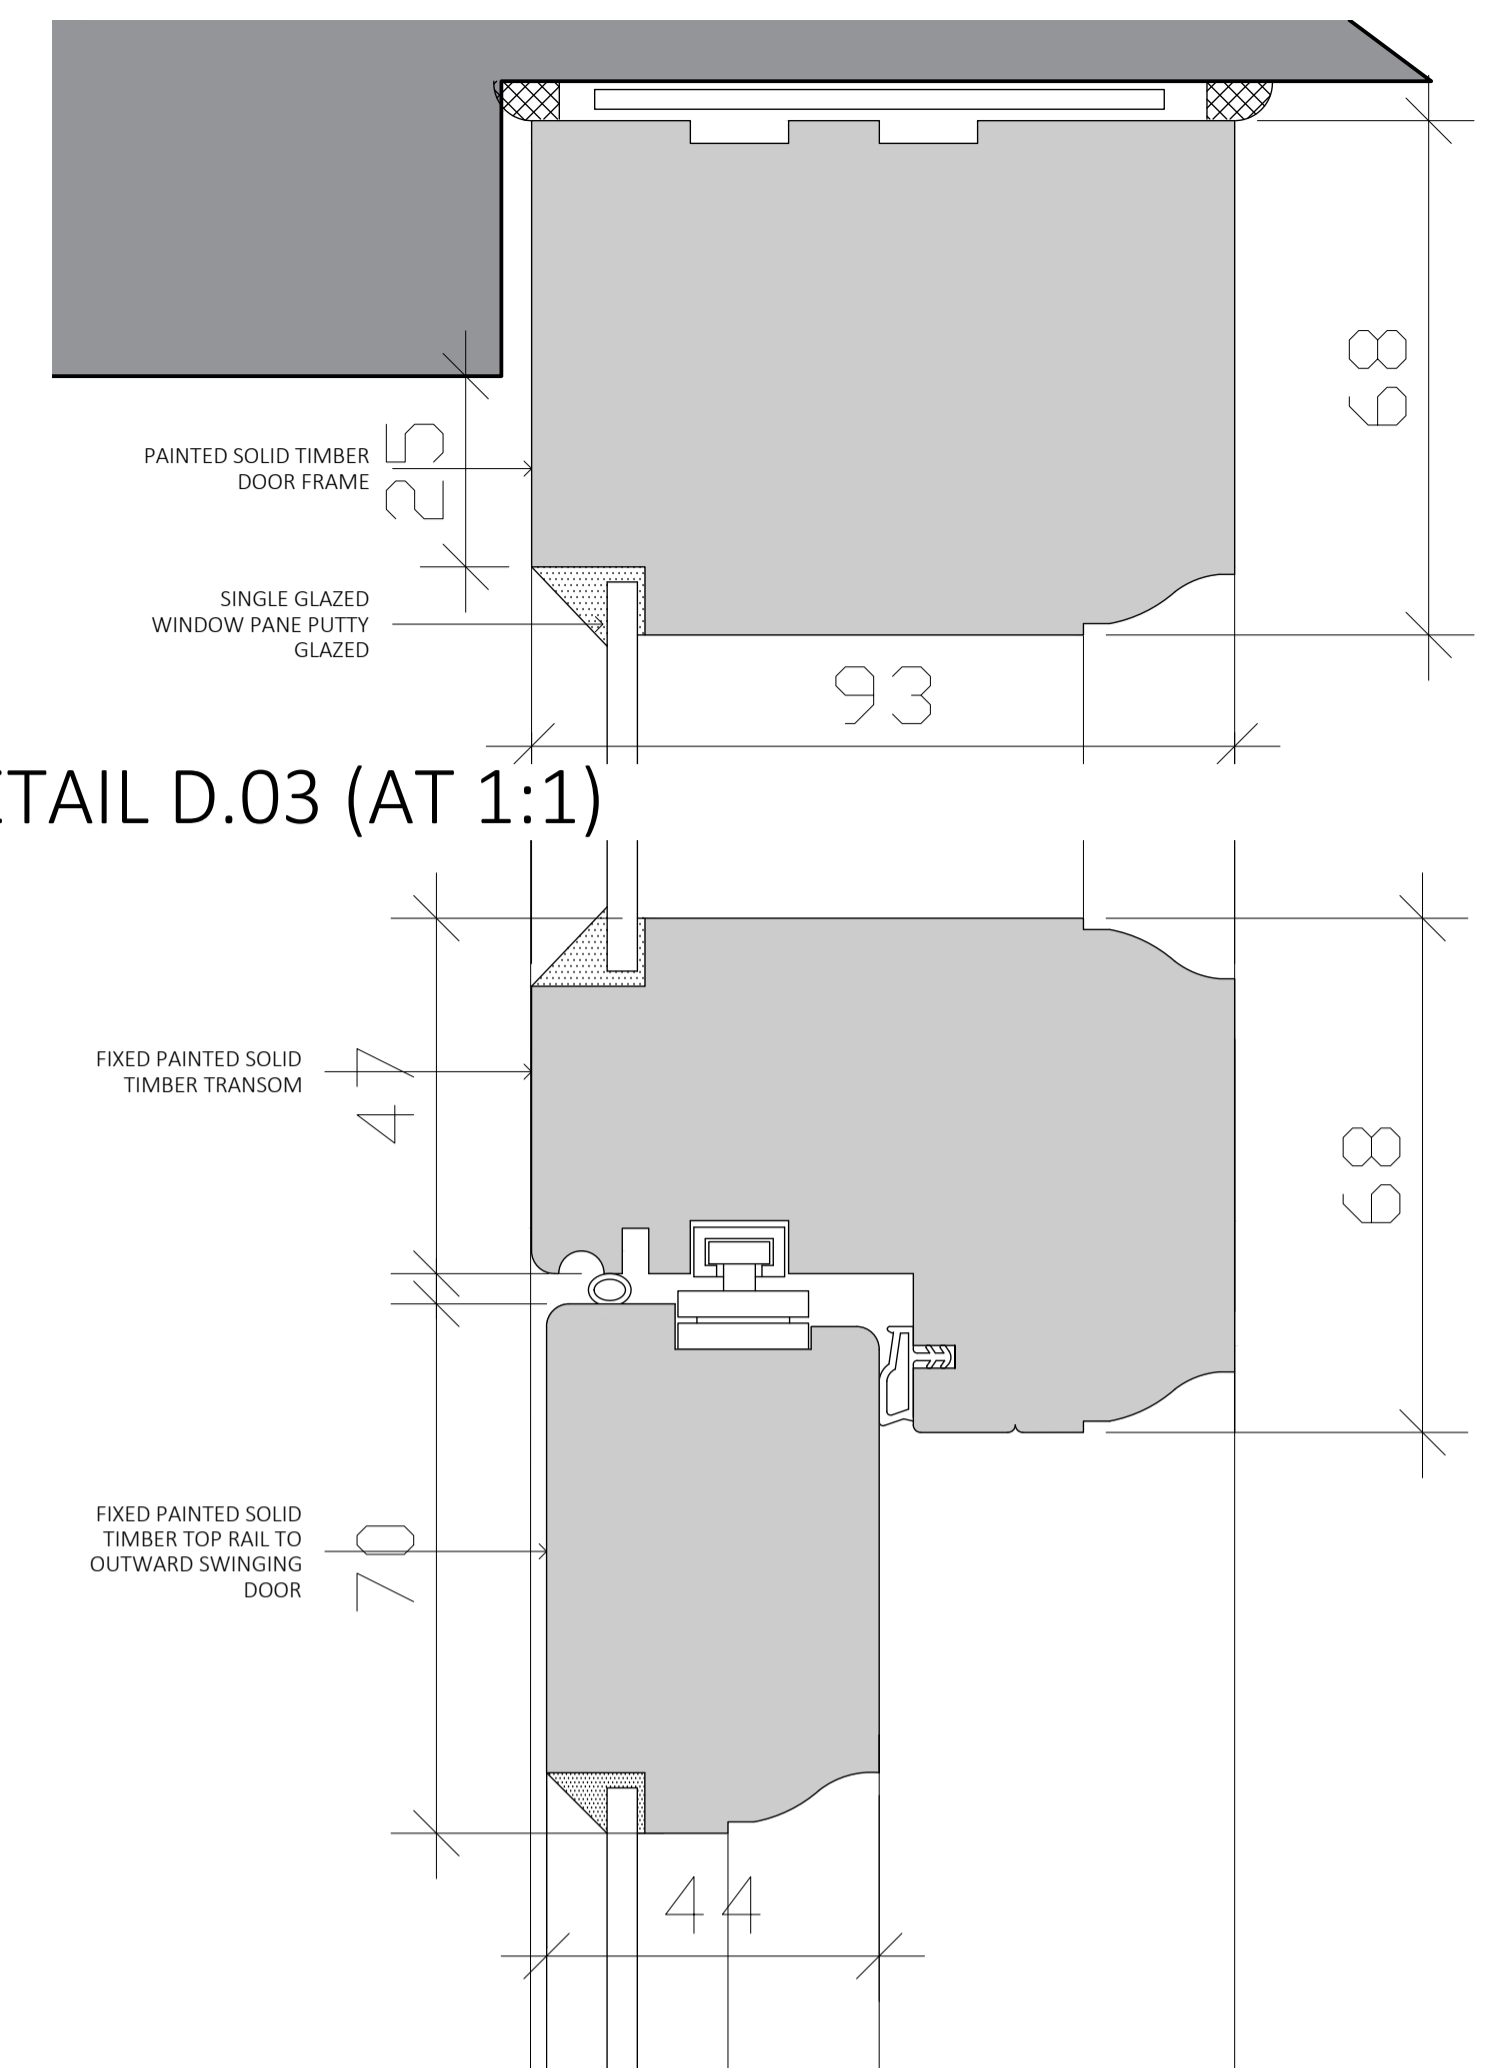 68
25
PAINTED SOLID TIMBER
DOOR FRAME
SINGLE GLAZED
WINDOW PANE PUTTY
GLAZED
93
ETAIL D.03 (AT 1:1)
FIXED PAINTED SOLID
TIMBER TRANSOM
47
68
FIXED PAINTED SOLID
TIMBER TOP RAIL TO
OUTWARD SWINGING
DOOR
70
44